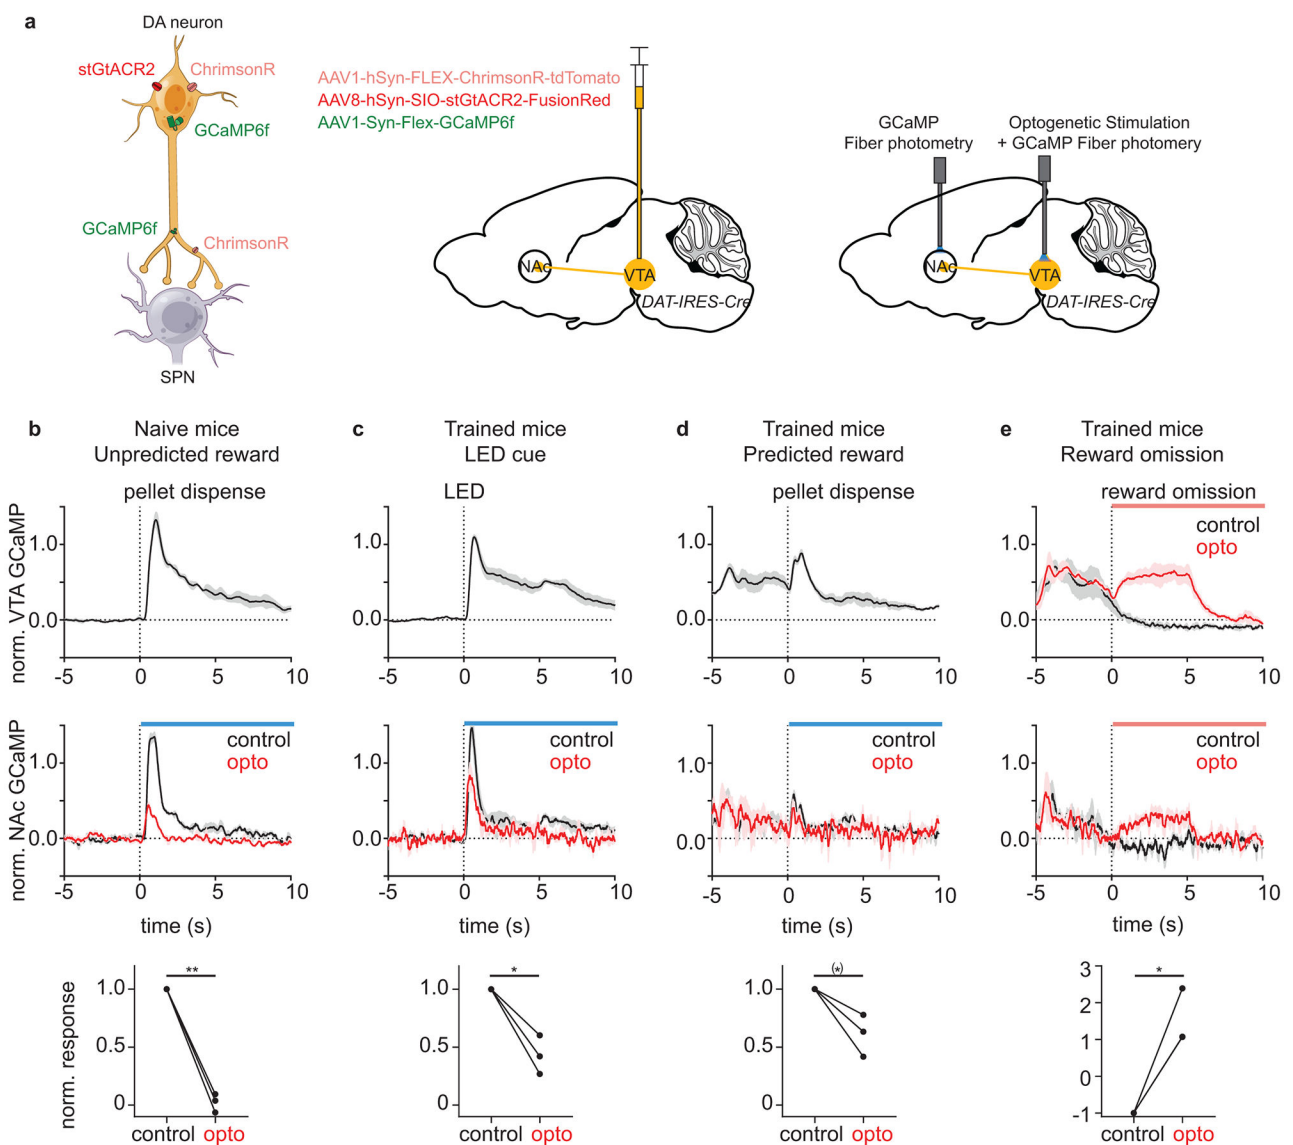 a
DA neuron
stGtACR2
ChrimsonR
GCaMP6f
GCaMP6f
ChrimsonR
SPN
AAV1-hSyn-FLEX-ChrimsonR-tdTomato
AAV8-hSyn-SIO-stGtACR2-FusionRed
AAV1-Syn-Flex-GCaMP6f
NAc
VTA
DAT-IRES-Cre
GCaMP
Fiber photometry
Optogenetic Stimulation
+ GCaMP Fiber photomery
NAc
VTA
DAT-IRES-Cre
b
Naive mice
Unpredicted reward
c
Trained mice
LED cue
d
Trained mice
Predicted reward
e
Trained mice
Reward omission
norm. VTA GCaMP
pellet dispense
1.0
0.0
-5 0 5 10
LED
1.0
0.0
-5 0 5 10
pellet dispense
1.0
0.0
-5 0 5 10
reward omission
control
opto
1.0
0.0
-5 0 5 10
norm. NAc GCaMP
control
opto
1.0
0.0
-5 0 5 10
time (s)
control
opto
1.0
0.0
-5 0 5 10
time (s)
control
opto
1.0
0.0
-5 0 5 10
time (s)
control
opto
1.0
0.0
-5 0 5 10
time (s)
norm. response
**
1.0
0.5
0
control opto
*
1.0
0.5
0
control opto
(*)
1.0
0.5
0
control opto
*
3
2
1
0
-1
control opto